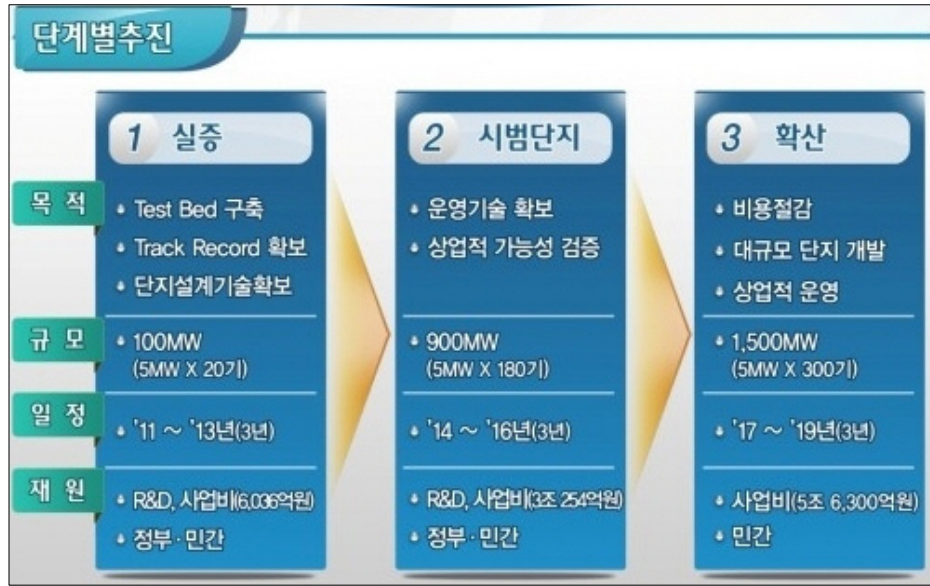 단계별추진
1 실증
2 시범단지
3 확산
목 적
Test Bed 구축
Track Record 확보
단지설계기술확보
운영기술 확보
상업적 가능성 검증
비용절감
대규모 단지 개발
상업적 운영
규 모
100MW
(5MW X 20기)
900MW
(5MW X 180기)
1,500MW
(5MW X 300기)
일 정
'11 ~ '13년(3년)
'14 ~ '16년(3년)
'17 ~ '19년(3년)
재 원
R&D, 사업비(6,036억원)
정부·민간
R&D, 사업비(3조 254억원)
정부·민간
사업비(5조 6,300억원)
민간